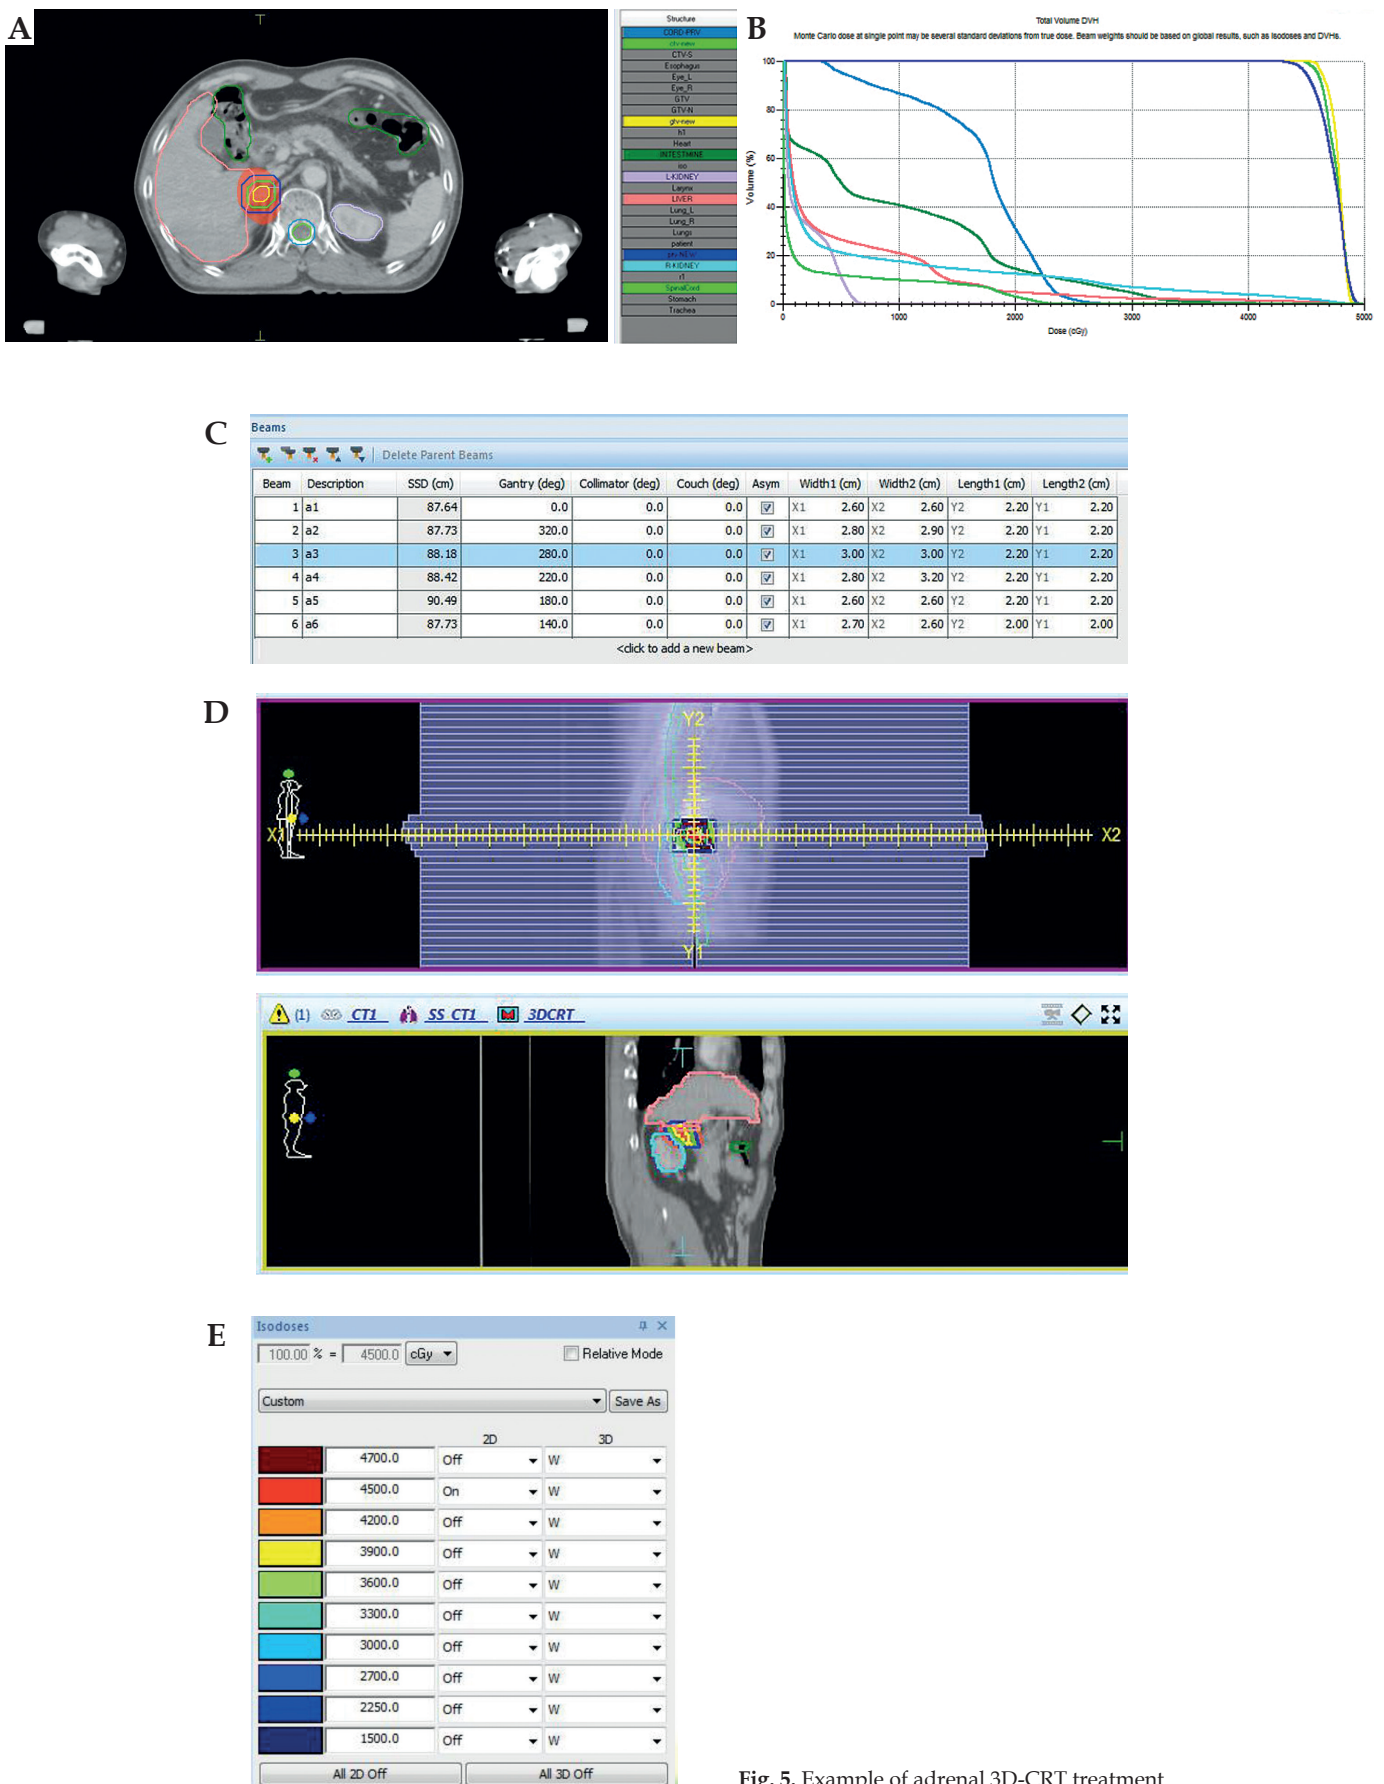 A
Structure
CORD-PRV
ctv-new
CTV-S
Esophagus
Eye_L
Eye_R
GTV
GTV-N
gtv-new
h1
Heart
INTESTMINE
iso
L-KIDNEY
Larynx
LIVER
Lung_L
Lung_R
Lungs
patient
ptv-NEW
R-KIDNEY
r1
SpinalCord
Stomach
Trachea
B
Total Volume DVH
Monte Carlo dose at single point may be several standard deviations from true dose. Beam weights should be based on global results, such as Isodoses and DVHs.
Volume (%)
100
80
60
40
20
0
0 1000 2000 3000 4000 5000
Dose (cGy)
C
Beams
Delete Parent Beams
Beam Description SSD (cm) Gantry (deg) Collimator (deg) Couch (deg) Asym Width1 (cm) Width2 (cm) Length1 (cm) Length2 (cm)
1 a1 87.64 0.0 0.0 0.0 X1 2.60 X2 2.60 Y2 2.20 Y1 2.20
2 a2 87.73 320.0 0.0 0.0 X1 2.80 X2 2.90 Y2 2.20 Y1 2.20
3 a3 88.18 280.0 0.0 0.0 X1 3.00 X2 3.00 Y2 2.20 Y1 2.20
4 a4 88.42 220.0 0.0 0.0 X1 2.80 X2 3.20 Y2 2.20 Y1 2.20
5 a5 90.49 180.0 0.0 0.0 X1 2.60 X2 2.60 Y2 2.20 Y1 2.20
6 a6 87.73 140.0 0.0 0.0 X1 2.70 X2 2.60 Y2 2.00 Y1 2.00
<click to add a new beam>
D
Y2
X1 X2
Y1
(1) CT1 SS CT1 3DCRT
E
Isodoses
100.00 % = 4500.0 cGy Relative Mode
Custom Save As
2D 3D
4700.0 Off W
4500.0 On W
4200.0 Off W
3900.0 Off W
3600.0 Off W
3300.0 Off W
3000.0 Off W
2700.0 Off W
2250.0 Off W
1500.0 Off W
All 2D Off All 3D Off
Fig. 5. Example of adrenal 3D-CRT treatment